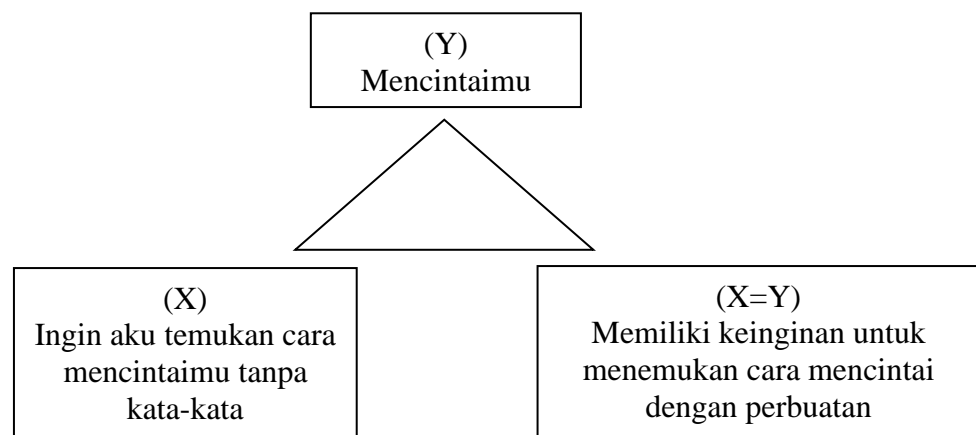 (Y)
Mencintaimu
(X)
Ingin aku temukan cara
mencintaimu tanpa
kata-kata
(X=Y)
Memiliki keinginan untuk
menemukan cara mencintai
dengan perbuatan